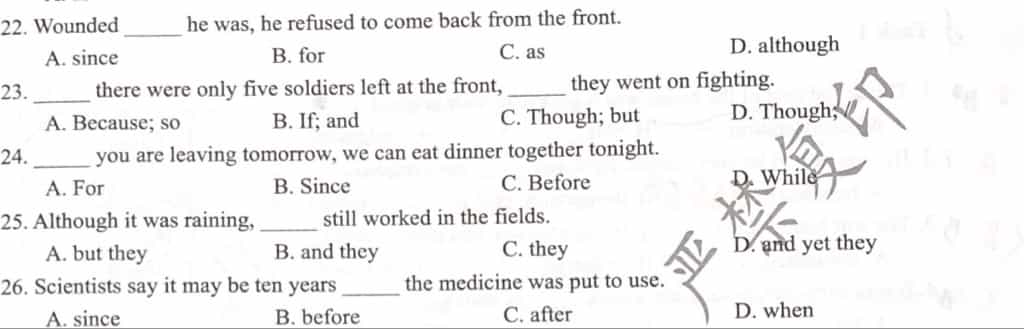 22. Wounded ______ he was, he refused to come back from the front.
A. since B. for C. as D. although
23. ______ there were only five soldiers left at the front, ______ they went on fighting.
A. Because; so B. If; and C. Though; but D. Though;
24. ______ you are leaving tomorrow, we can eat dinner together tonight.
A. For B. Since C. Before D. While
25. Although it was raining, ______ still worked in the fields.
A. but they B. and they C. they D. and yet they
26. Scientists say it may be ten years ______ the medicine was put to use.
A. since B. before C. after D. when